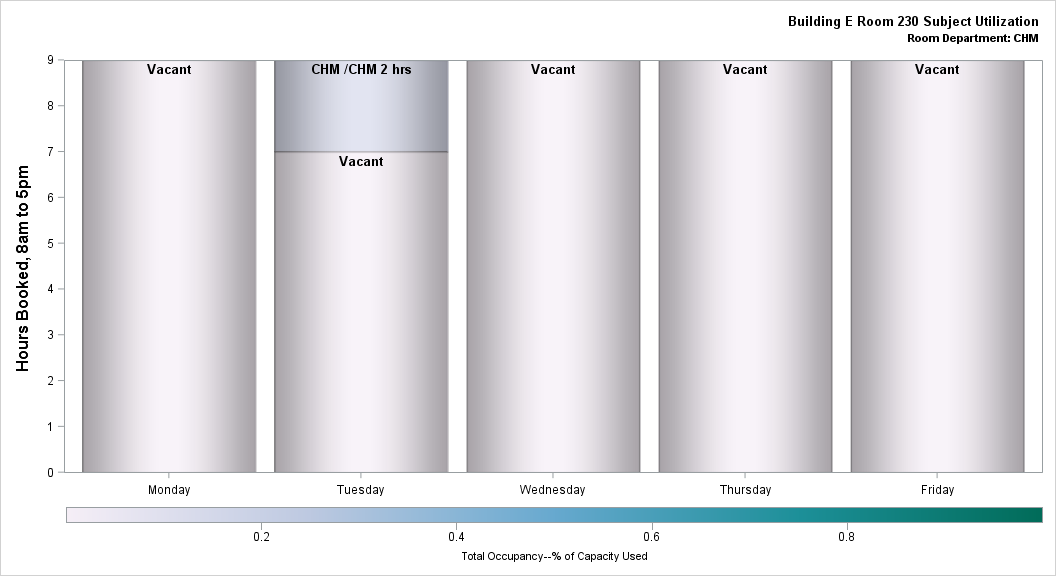 Building E Room 230 Subject Utilization
Room Department: CHM
Hours Booked, 8am to 5pm
9
8
7
6
5
4
3
2
1
0
Vacant
CHM /CHM 2 hrs
Vacant
Vacant
Vacant
Vacant
Monday
Tuesday
Wednesday
Thursday
Friday
0.2
0.4
0.6
0.8
Total Occupancy--% of Capacity Used